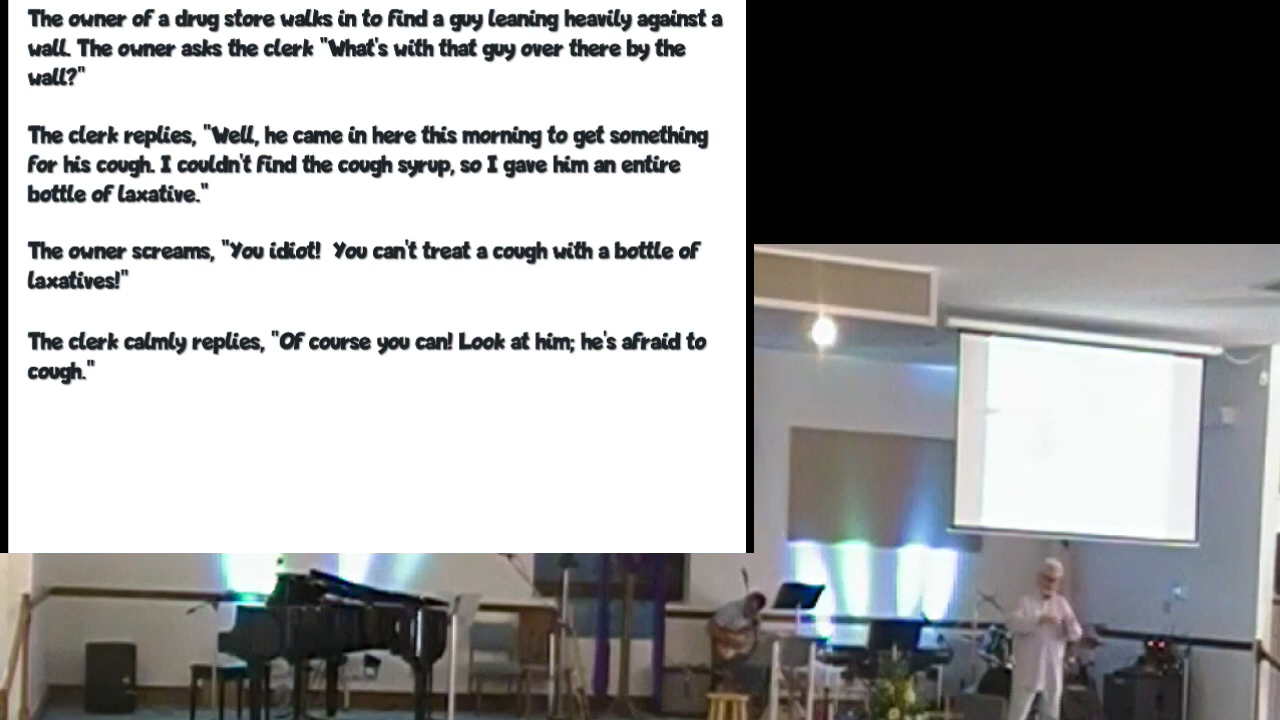 The owner of a drug store walks in to find a guy leaning heavily against a
wall. The owner asks the clerk "What's with that guy over there by the
wall?"
The clerk replies, "Well, he came in here this morning to get something
for his cough. I couldn't find the cough syrup, so I gave him an entire
bottle of laxative."
The owner screams, "You idiot!  You can't treat a cough with a bottle of
laxatives!"
The clerk calmly replies, "Of course you can! Look at him; he's afraid to
cough."